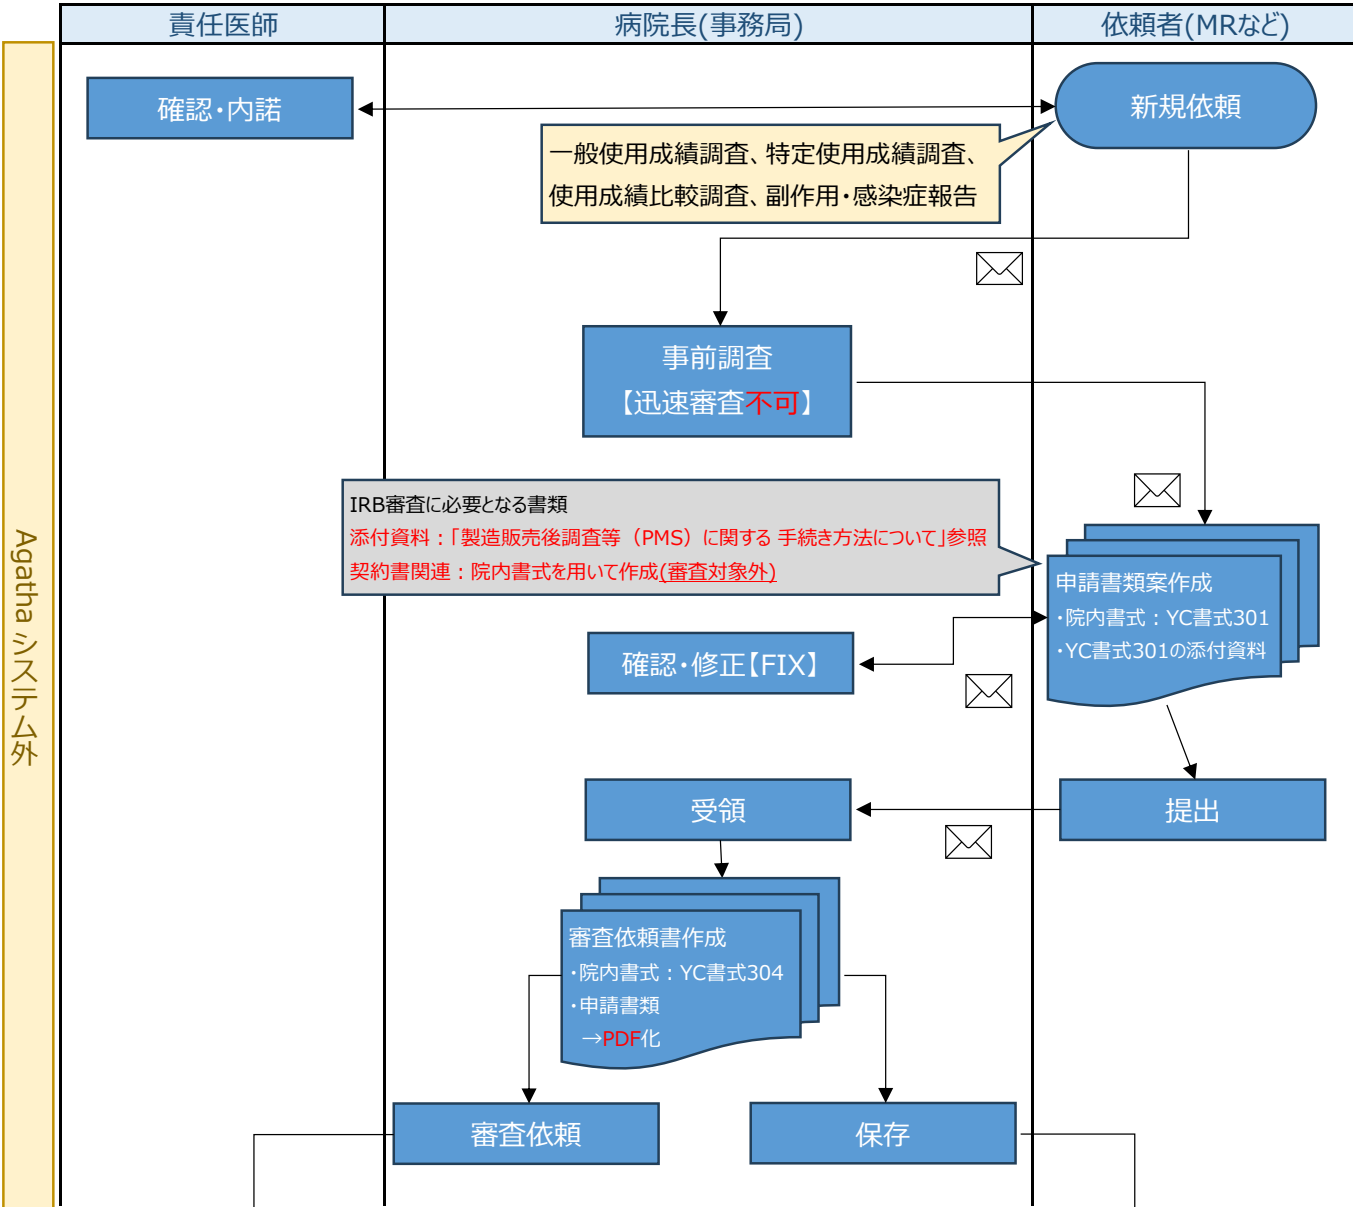 責任医師
病院長(事務局)
依頼者(MRなど)
Agatha システム外
確認・内諾
新規依頼
一般使用成績調査、特定使用成績調査、
使用成績比較調査、副作用・感染症報告
事前調査
【迅速審査不可】
IRB審査に必要となる書類
添付資料：「製造販売後調査等（PMS）に関する 手続き方法について」参照
契約書関連：院内書式を用いて作成(審査対象外)
申請書類案作成
・院内書式：YC書式301
・YC書式301の添付資料
確認・修正【FIX】
受領
提出
審査依頼書作成
・院内書式：YC書式304
・申請書類
→PDF化
審査依頼
保存